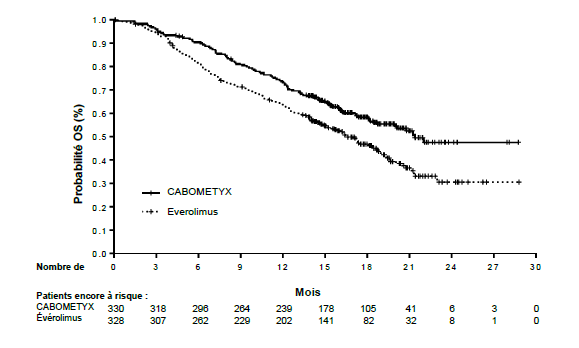 Probabilité OS (%)
1.0
0.9
0.8
0.7
0.6
0.5
0.4
0.3
0.2
0.1
0.0
CABOMETYX
Everolimus
Nombre de
0 3 6 9 12 15 18 21 24 27 30
Mois
Patients encore à risque :
CABOMETYX 330 318 296 264 239 178 105 41 6 3 0
Évérolimus 328 307 262 229 202 141 82 32 8 1 0